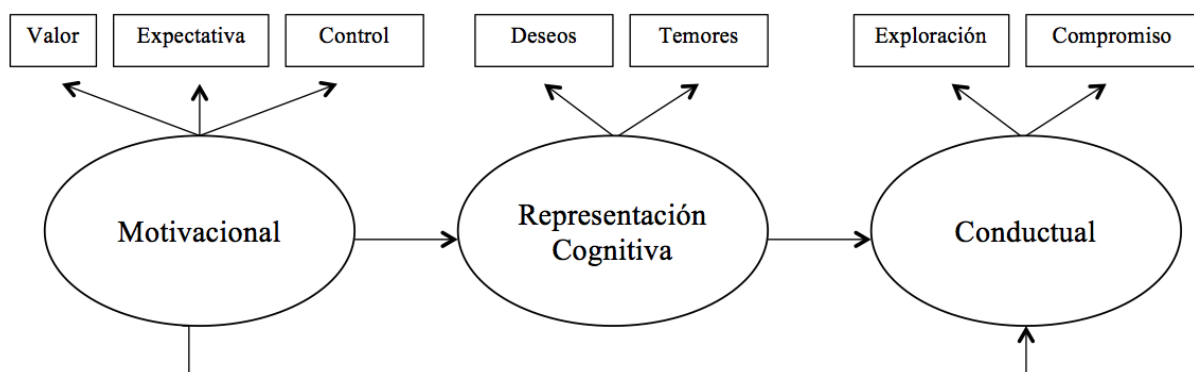 Valor
Expectativa
Control
Deseos
Temores
Exploración
Compromiso
Motivacional
Representación
Cognitiva
Conductual